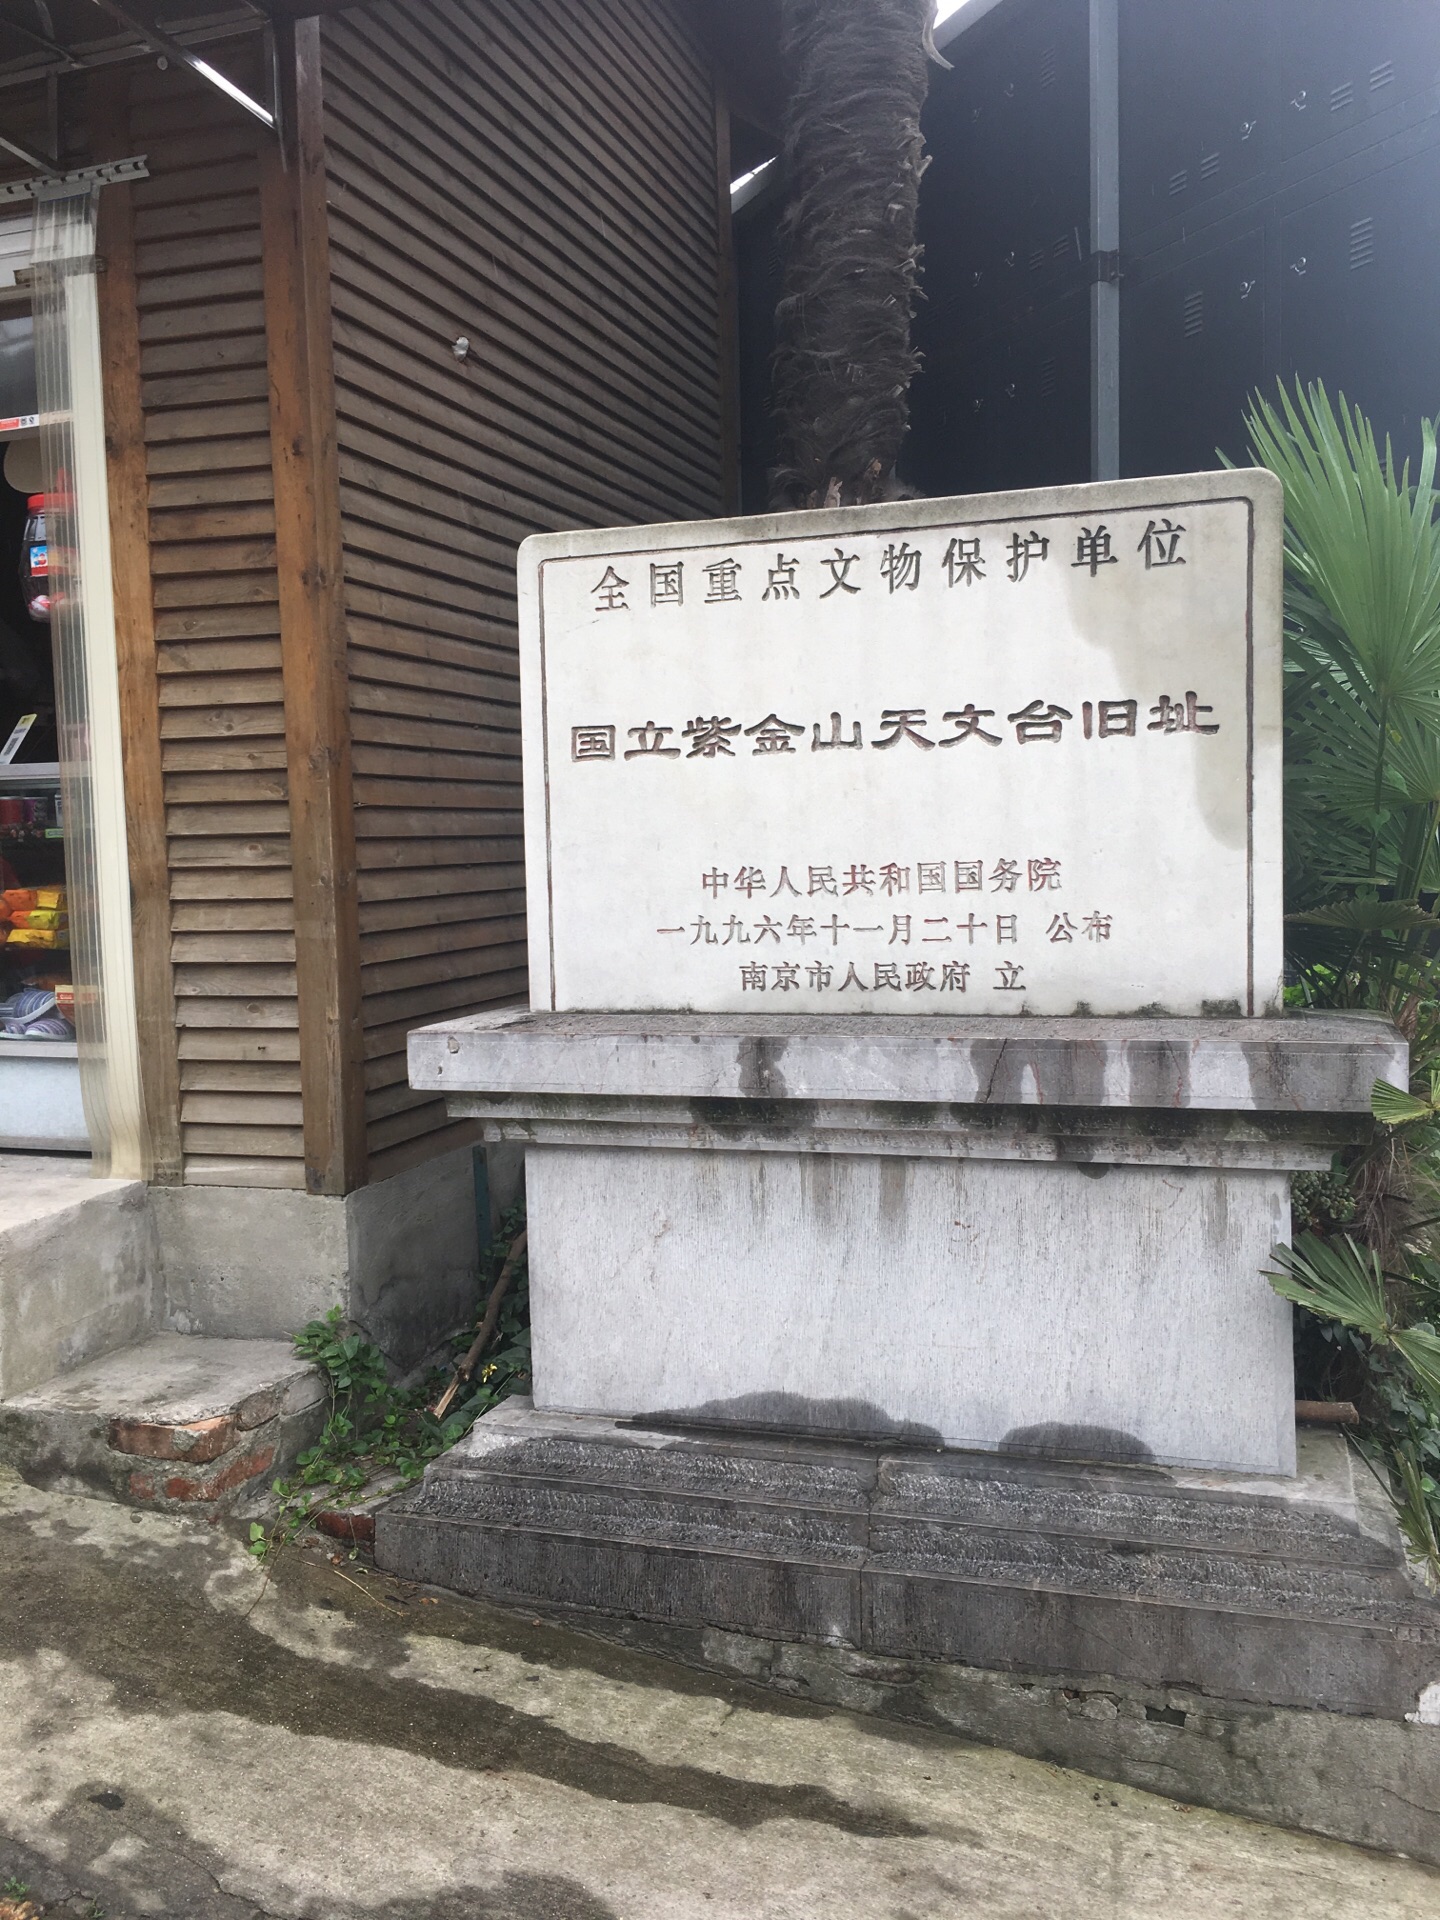 全国重点文物保护单位
国立紫金山天文台旧址
中华人民共和国国务院
一九九六年十一月二十日 公布
南京市人民政府 立